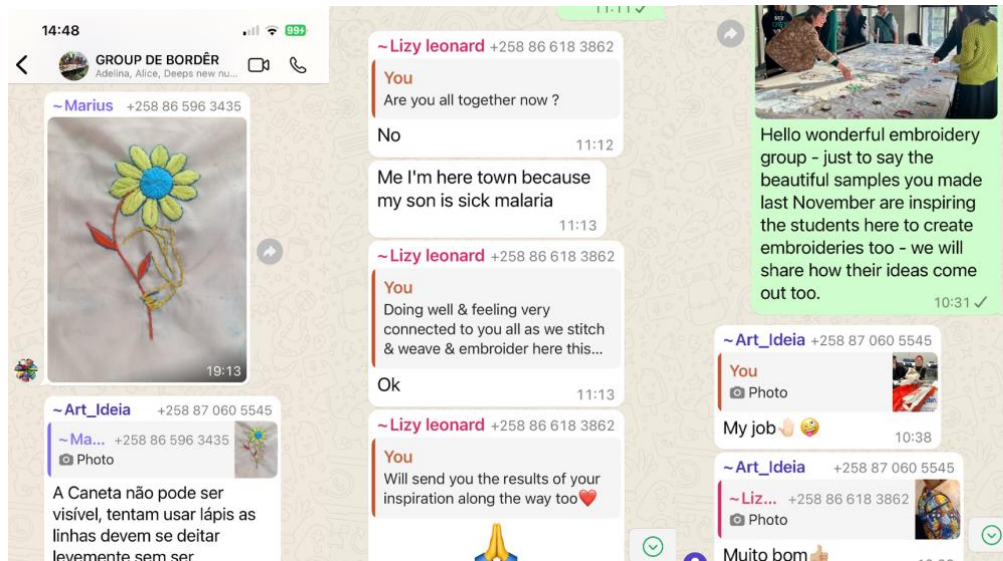 14:48
99+
GROUP DE BORDÊR
Adelina, Alice, Deeps new nu...
~Marius +258 86 596 3435
19:13
~Art_Ideia +258 87 060 5545
~Ma... +258 86 596 3435
Photo
A Caneta não pode ser
visível, tentam usar lápis as
linhas devem se deitar
levemente sem ser
11:11
~Lizy leonard +258 86 618 3862
You
Are you all together now ?
No
11:12
Me I'm here town because
my son is sick malaria
11:13
~Lizy leonard +258 86 618 3862
You
Doing well & feeling very
connected to you all as we stitch
& weave & embroider here this...
Ok
11:13
~Lizy leonard +258 86 618 3862
You
Will send you the results of your
inspiration along the way too❤️
🙏
Hello wonderful embroidery
group - just to say the
beautiful samples you made
last November are inspiring
the students here to create
embroideries too - we will
share how their ideas come
out too.
10:31
~Art_Ideia +258 87 060 5545
You
Photo
My job🤚🏻 🤪
10:38
~Art_Ideia +258 87 060 5545
~Liz... +258 86 618 3862
Photo
Muito bom👍🏼